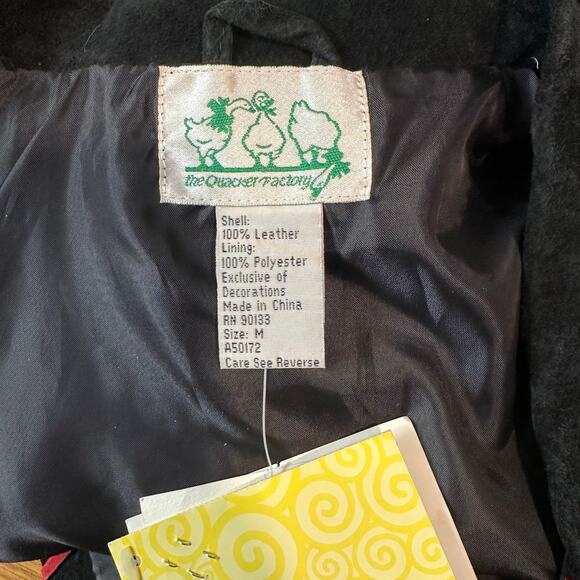 the Quacker Factory
Shell:
100% Leather
Lining:
100% Polyester
Exclusive of
Decorations
Made in China
RN 90133
Size: M
A50172
Care See Reverse